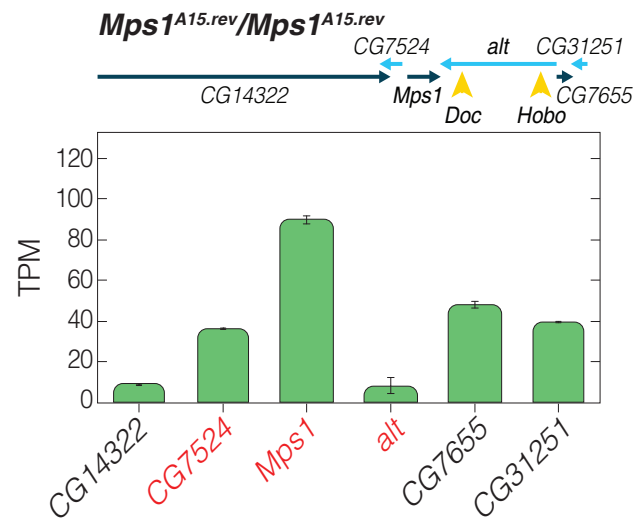 Mps1A15.rev/Mps1A15.rev
CG7524 alt CG31251
CG14322 Mps1 CG7655
Doc Hobo
TPM
120
100
80
60
40
20
0
CG14322 CG7524 Mps1 alt CG7655 CG31251